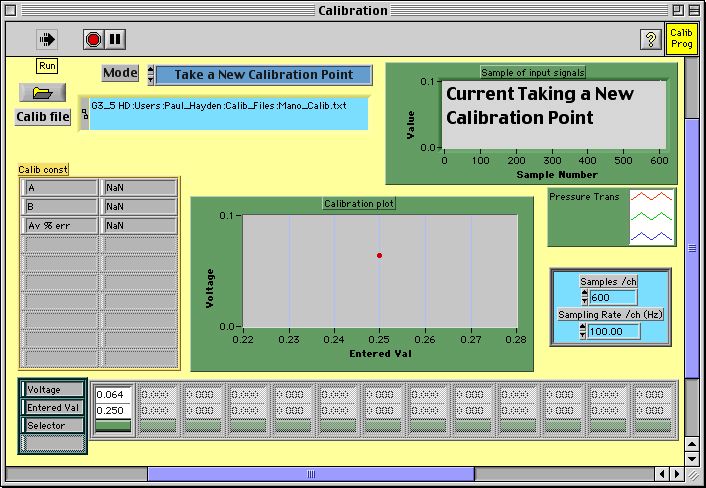 Calibration
?
Calib
Prog
Run
Mode
Take a New Calibration Point
Calib file
G3_5 HD:Users:Paul_Hayden:Calib_Files:Mano_Calib.txt
Sample of input signals
Value
0.1
0.0
Current Taking a New
Calibration Point
0 100 200 300 400 500 600
Sample Number
Calib const
A NaN
B NaN
Av % err NaN
Calibration plot
Voltage
0.1
0.0
0.22 0.23 0.24 0.25 0.26 0.27 0.28
Entered Val
Pressure Trans
Samples /ch
600
Sampling Rate /ch (Hz)
100.00
Voltage 0.064 0.000 0.000 0.000 0.000 0.000 0.000 0.000 0.000 0.000 0.000 0.000 0.000
Entered Val 0.250 0.000 0.000 0.000 0.000 0.000 0.000 0.000 0.000 0.000 0.000 0.000 0.000
Selector